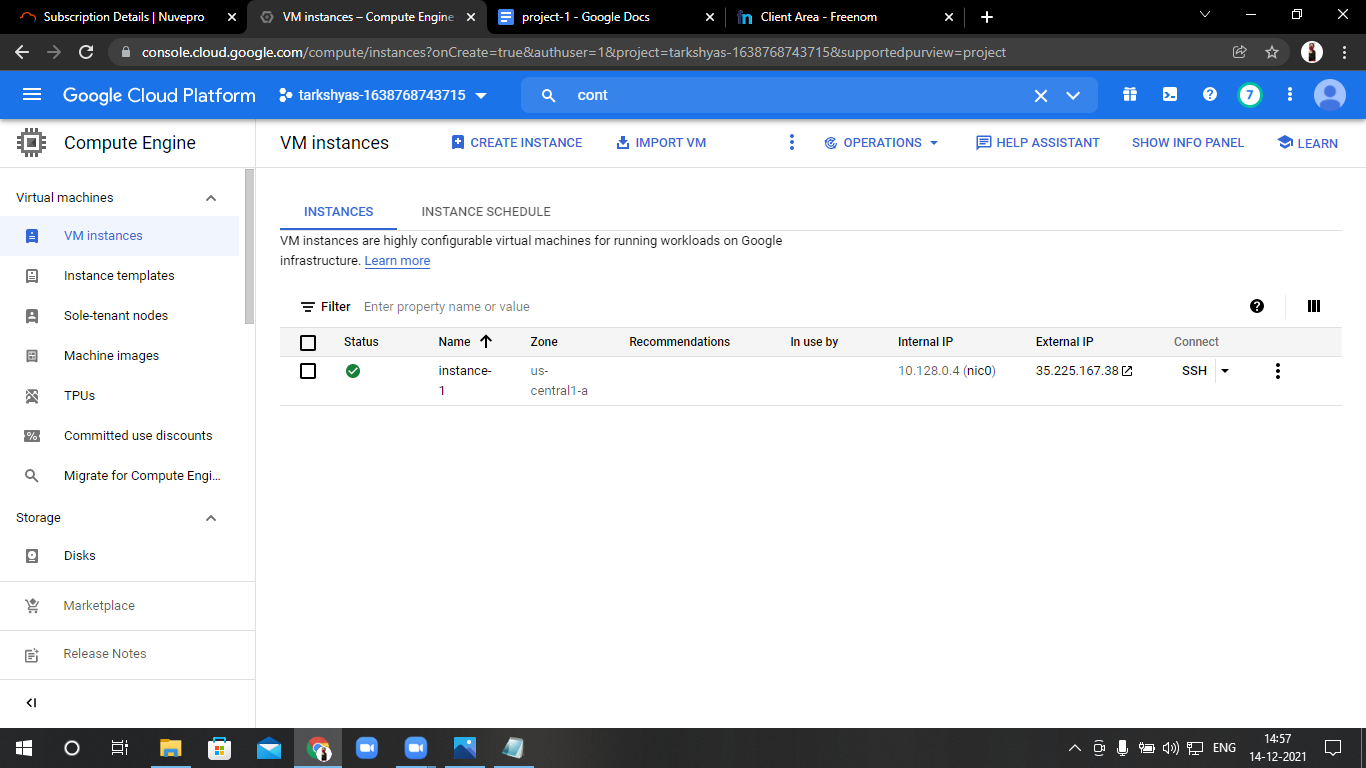 Subscription Details | Nuvepro
VM instances – Compute Engine
project-1 - Google Docs
Client Area - Freenom
console.cloud.google.com/compute/instances?onCreate=true&authuser=1&project=tarkshyas-1638768743715&supportedpurview=project
Google Cloud Platform
tarkshyas-1638768743715
cont
7
Compute Engine
VM instances
CREATE INSTANCE
IMPORT VM
OPERATIONS
HELP ASSISTANT
SHOW INFO PANEL
LEARN
Virtual machines
VM instances
Instance templates
Sole-tenant nodes
Machine images
TPUs
Committed use discounts
Migrate for Compute Engi...
Storage
Disks
Marketplace
Release Notes
INSTANCES
INSTANCE SCHEDULE
VM instances are highly configurable virtual machines for running workloads on Google
infrastructure. Learn more
Filter Enter property name or value
Status Name Zone Recommendations In use by Internal IP External IP Connect
instance- us- 10.128.0.4 (nic0) 35.225.167.38 SSH
1 central1-a
ENG
14:57
14-12-2021